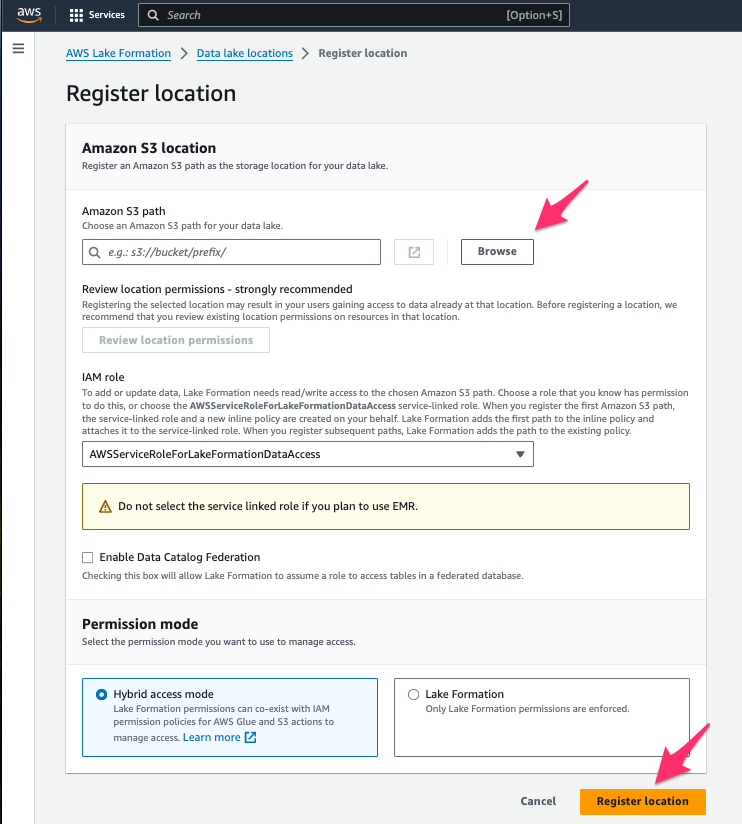 aws
Services
Search
[Option+S]
AWS Lake Formation > Data lake locations > Register location
Register location
Amazon S3 location
Register an Amazon S3 path as the storage location for your data lake.
Amazon S3 path
Choose an Amazon S3 path for your data lake.
e.g.: s3://bucket/prefix/
Browse
Review location permissions - strongly recommended
Registering the selected location may result in your users gaining access to data already at that location. Before registering a location, we
recommend that you review existing location permissions on resources in that location.
Review location permissions
IAM role
To add or update data, Lake Formation needs read/write access to the chosen Amazon S3 path. Choose a role that you know has permission
to do this, or choose the AWSServiceRoleForLakeFormationDataAccess service-linked role. When you register the first Amazon S3 path,
the service-linked role and a new inline policy are created on your behalf. Lake Formation adds the first path to the inline policy and
attaches it to the service-linked role. When you register subsequent paths, Lake Formation adds the path to the existing policy.
AWSServiceRoleForLakeFormationDataAccess
Do not select the service linked role if you plan to use EMR.
Enable Data Catalog Federation
Checking this box will allow Lake Formation to assume a role to access tables in a federated database.
Permission mode
Select the permission mode you want to use to manage access.
Hybrid access mode
Lake Formation permissions can co-exist with IAM
permission policies for AWS Glue and S3 actions to
manage access. Learn more
Lake Formation
Only Lake Formation permissions are enforced.
Cancel
Register location